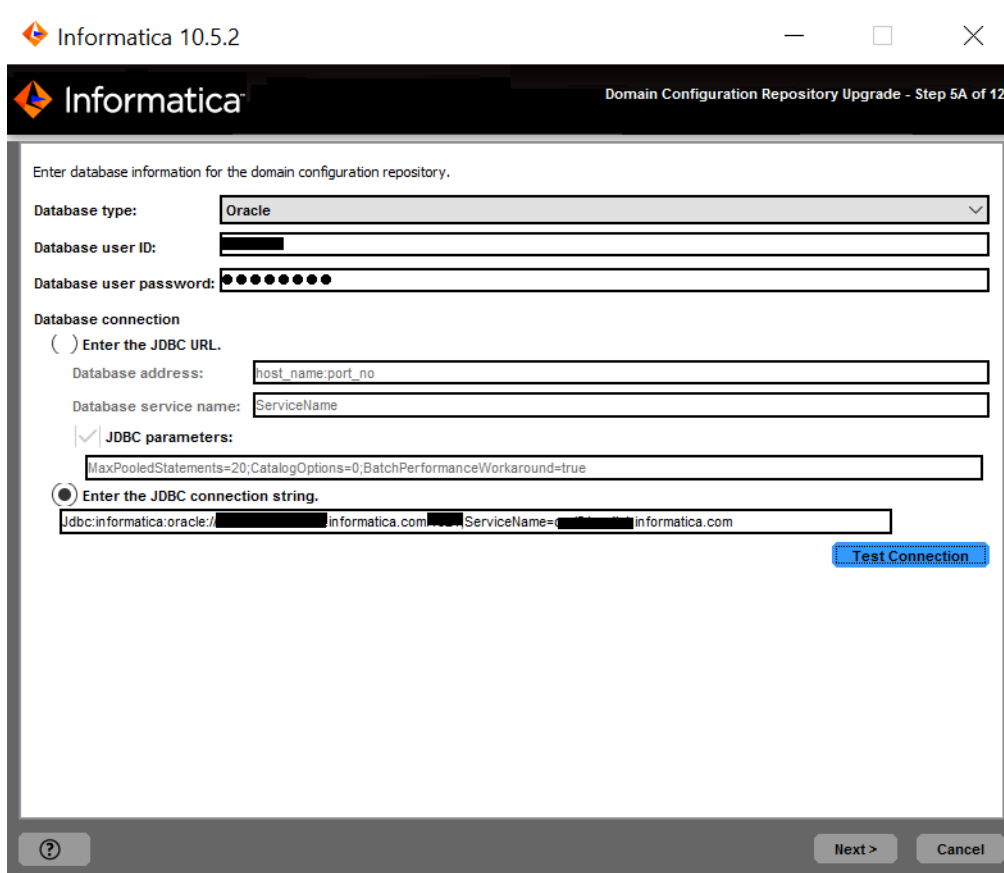 Informatica 10.5.2
Informatica
Domain Configuration Repository Upgrade - Step 5A of 12
Enter database information for the domain configuration repository.
Database type:
Oracle
Database user ID:
Database user password: ●●●●●●●●
Database connection
Enter the JDBC URL.
Database address:
host_name:port_no
Database service name:
ServiceName
JDBC parameters:
MaxPooledStatements=20;CatalogOptions=0;BatchPerformanceWorkaround=true
Enter the JDBC connection string.
Jdbc:informatica:oracle:// informatica.com ServiceName= informatica.com
Test Connection
?
Next >
Cancel